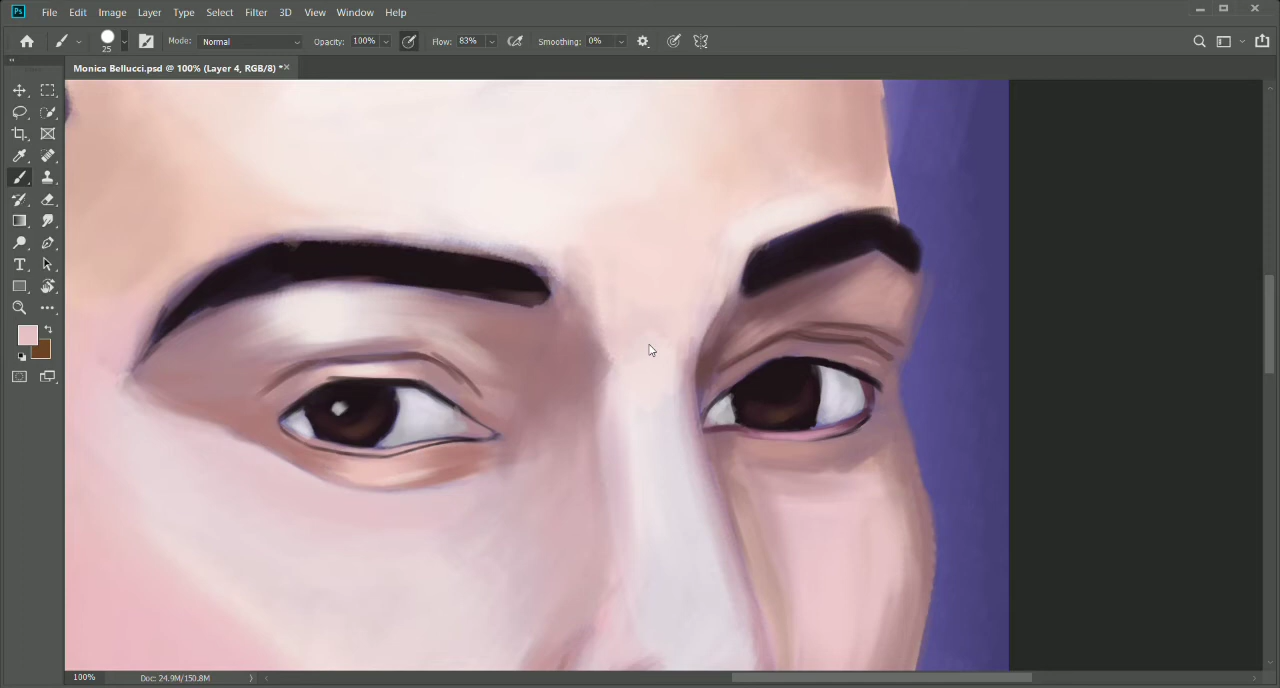 Ps File Edit Image Layer Type Select Filter 3D View Window Help
25 Mode: Normal Opacity: 100% Flow: 83% Smoothing: 0%
Monica Bellucci.psd @ 100% (Layer 4, RGB/8) *
100% Doc: 24.9M/150.8M